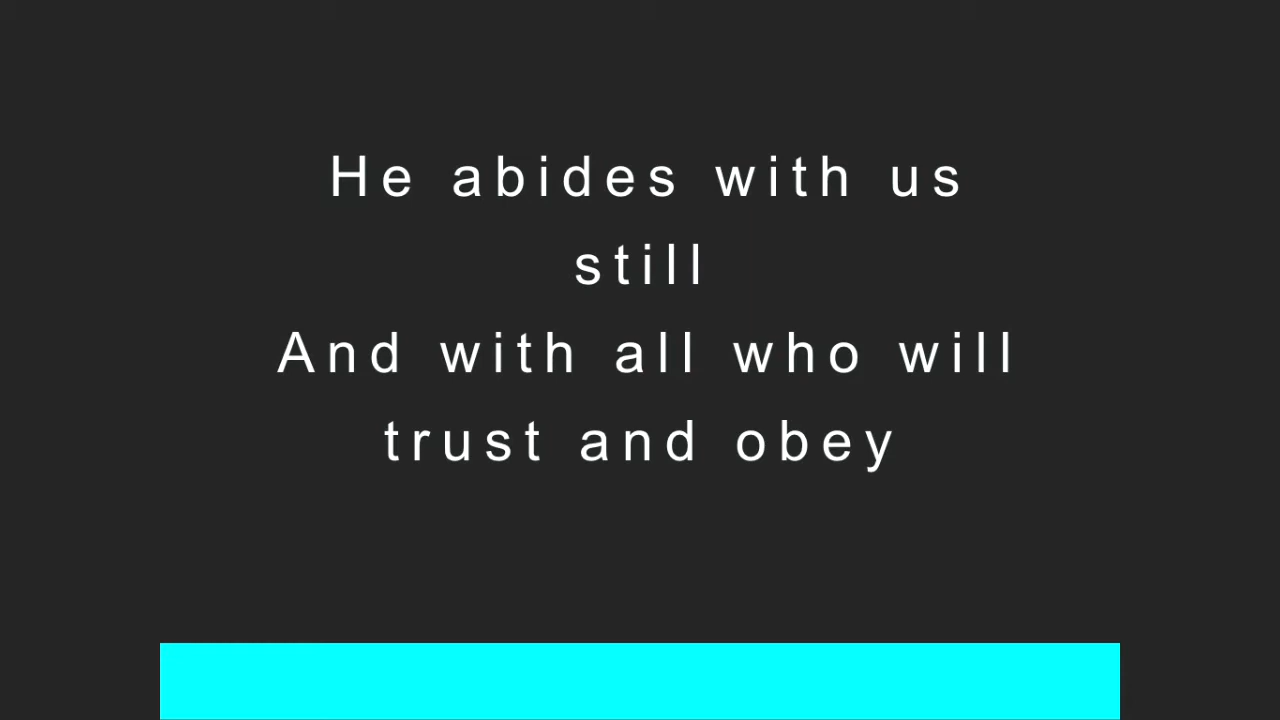 He abides with us
still
And with all who will
trust and obey